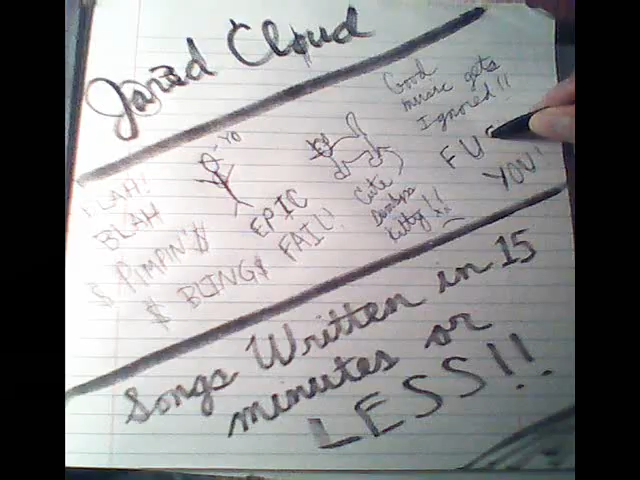 Jared Cloud
BLAH!
BLAH
$ PIMPIN'$
$ BLING$
YO
EPIC
FAIL!
Cute
kitty!!
Good
music gets
Ignored!!
FU
YOU!
Songs Written in 15
minutes or
LESS!!